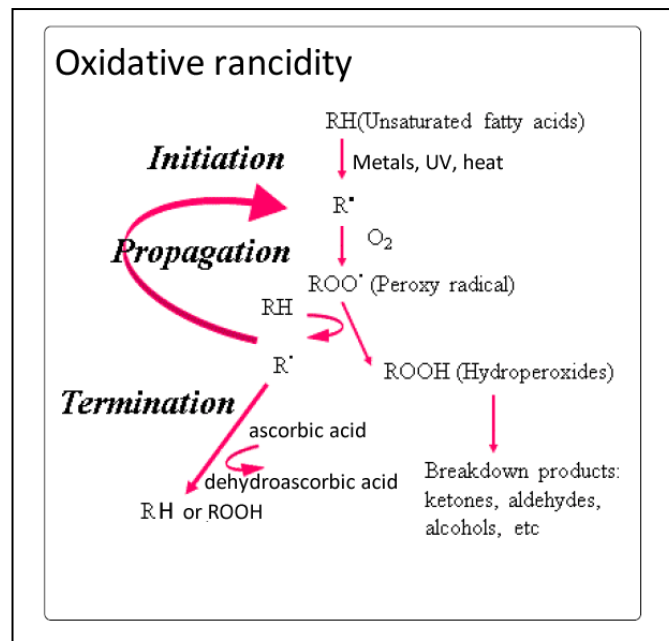 Oxidative rancidity
RH(Unsaturated fatty acids)
Initiation
Metals, UV, heat
R•
O₂
Propagation
ROO• (Peroxy radical)
RH
R•
ROOH (Hydroperoxides)
Termination
ascorbic acid
dehydroascorbic acid
RH or ROOH
Breakdown products:
ketones, aldehydes,
alcohols, etc